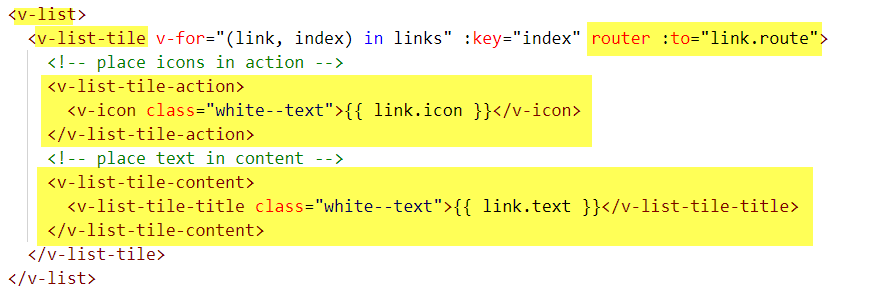 <v-list>
<v-list-tile v-for="(link, index) in links" :key="index" router :to="link.route">
<!-- place icons in action -->
<v-list-tile-action>
<v-icon class="white--text">{{ link.icon }}</v-icon>
</v-list-tile-action>
<!-- place text in content -->
<v-list-tile-content>
<v-list-tile-title class="white--text">{{ link.text }}</v-list-tile-title>
</v-list-tile-content>
</v-list-tile>
</v-list>